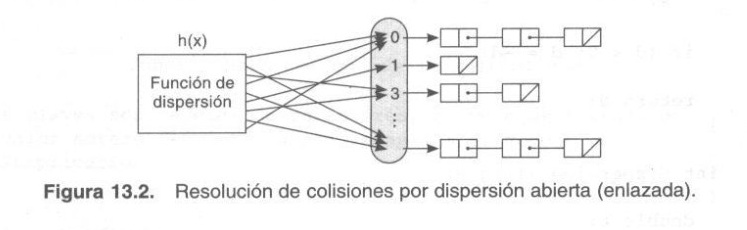 h(x)
Función de
dispersión
0
1
3
⋮
Figura 13.2. Resolución de colisiones por dispersión abierta (enlazada).